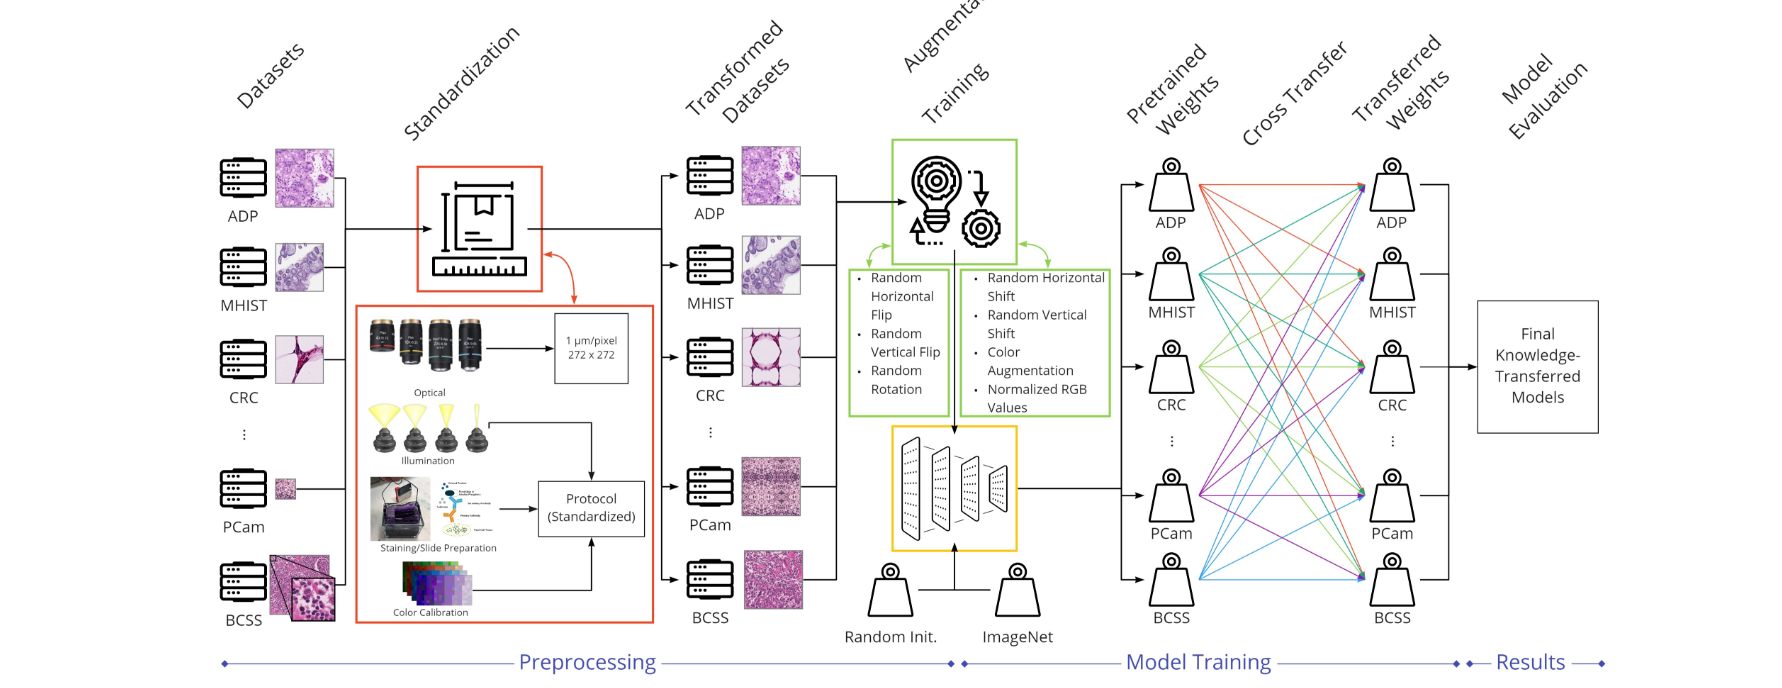 Datasets
Standardization
Transformed
Datasets
Training
Pretrained
Weights
Cross Transfer
Transferred
Weights
Model
Evaluation
ADP
MHIST
CRC
⋮
PCam
BCSS
Optical
1 µm/pixel
272 x 272
Illumination
Staining/Slide Preparation
Protocol
(Standardized)
Color Calibration
ADP
MHIST
CRC
⋮
PCam
BCSS
• Random
Horizontal
Flip
• Random
Vertical Flip
• Random
Rotation
• Random Horizontal
Shift
• Random Vertical
Shift
• Color
Augmentation
• Normalized RGB
Values
Random Init.
ImageNet
ADP
MHIST
CRC
⋮
PCam
BCSS
ADP
MHIST
CRC
⋮
PCam
BCSS
Final
Knowledge-
Transferred
Models
Preprocessing
Model Training
Results